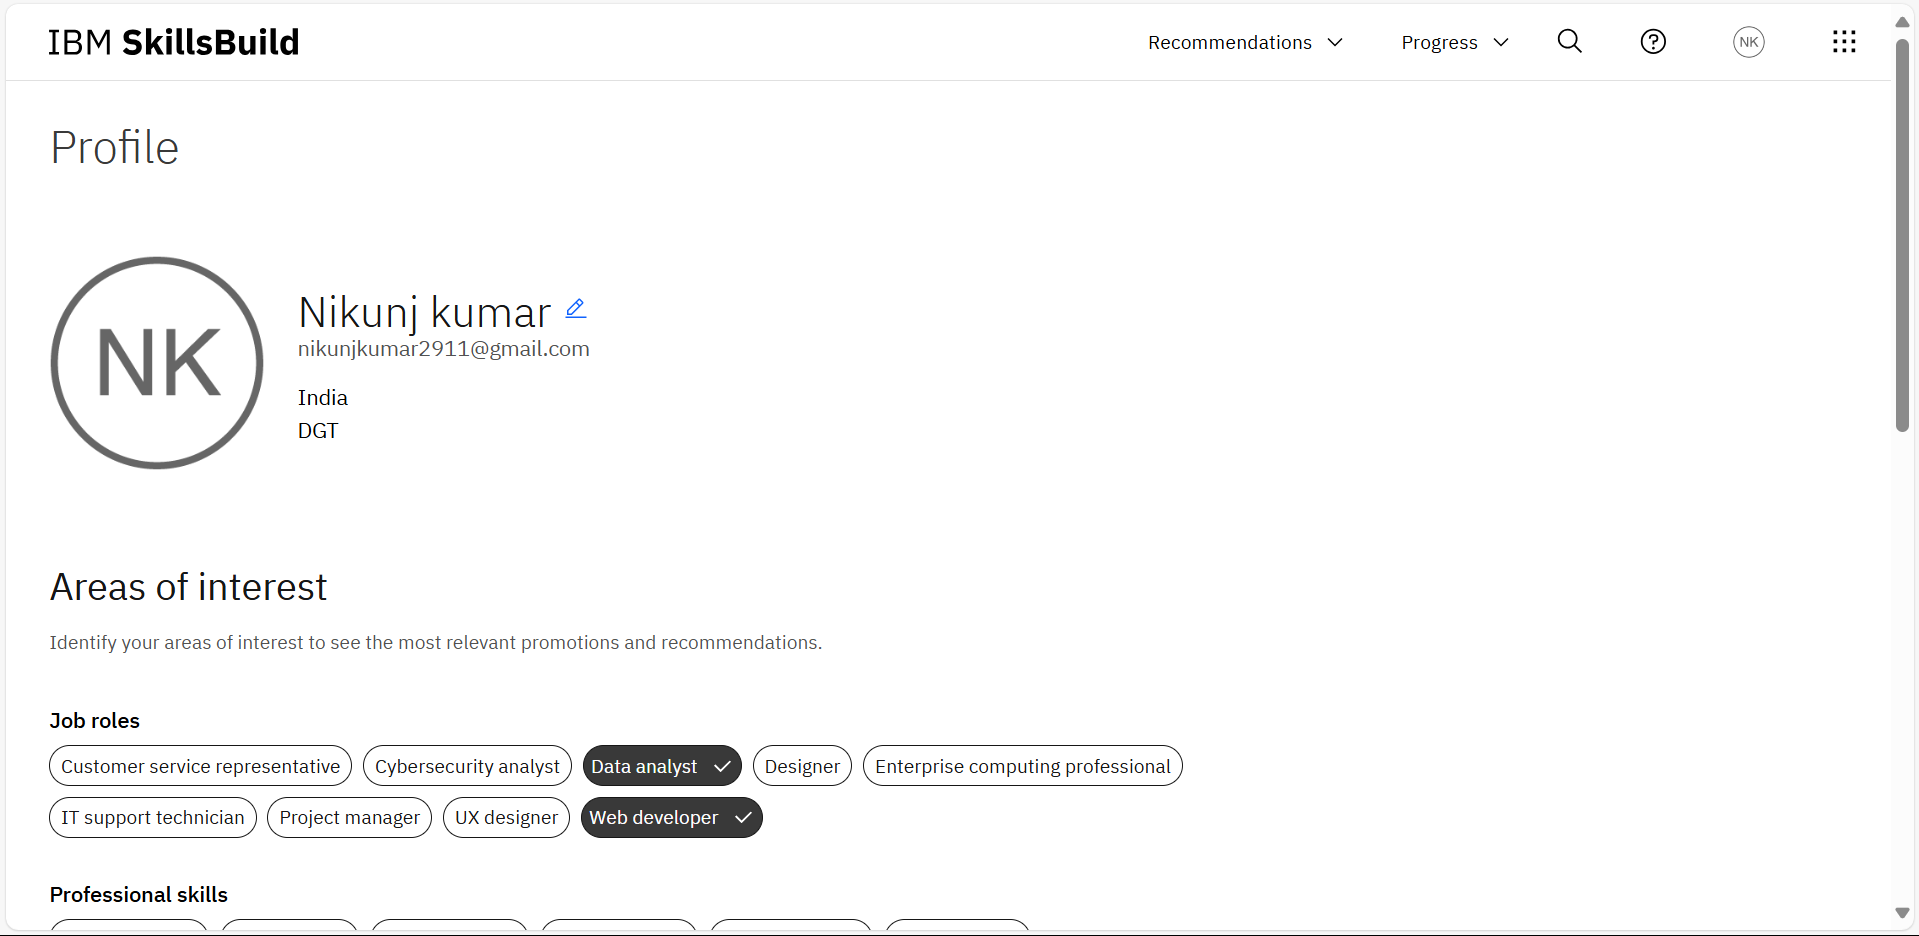 IBM SkillsBuild
Recommendations
Progress
NK
Profile
NK
Nikunj kumar
nikunjkumar2911@gmail.com
India
DGT
Areas of interest
Identify your areas of interest to see the most relevant promotions and recommendations.
Job roles
Customer service representative Cybersecurity analyst Data analyst Designer Enterprise computing professional
IT support technician Project manager UX designer Web developer
Professional skills